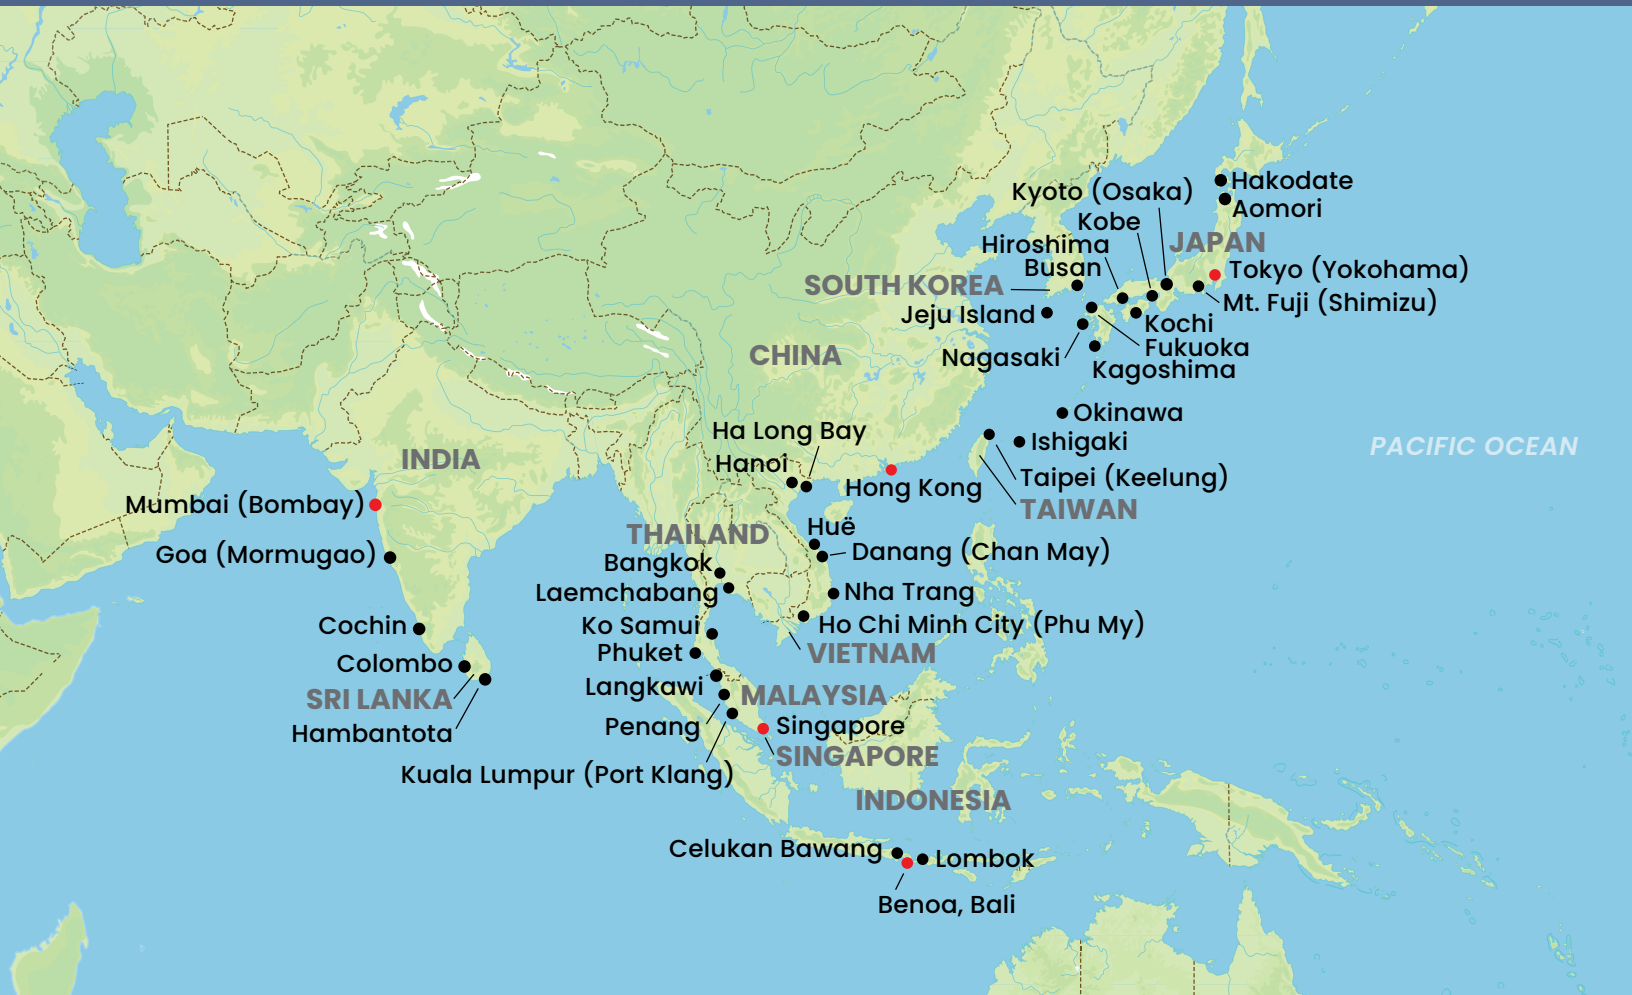 Hakodate
Kyoto (Osaka)
Aomori
Kobe
JAPAN
Hiroshima
Busan
Tokyo (Yokohama)
SOUTH KOREA
Mt. Fuji (Shimizu)
Jeju Island
Kochi
Fukuoka
CHINA
Nagasaki
Kagoshima
Okinawa
Ha Long Bay
Ishigaki
PACIFIC OCEAN
INDIA
Hanoi
Taipei (Keelung)
Hong Kong
Mumbai (Bombay)
TAIWAN
Huë
THAILAND
Goa (Mormugao)
Danang (Chan May)
Bangkok
Laemchabang
Nha Trang
Cochin
Ko Samui
Ho Chi Minh City (Phu My)
Phuket
VIETNAM
Colombo
Langkawi
MALAYSIA
SRI LANKA
Penang
Singapore
Hambantota
SINGAPORE
Kuala Lumpur (Port Klang)
INDONESIA
Celukan Bawang
Lombok
Benoa, Bali